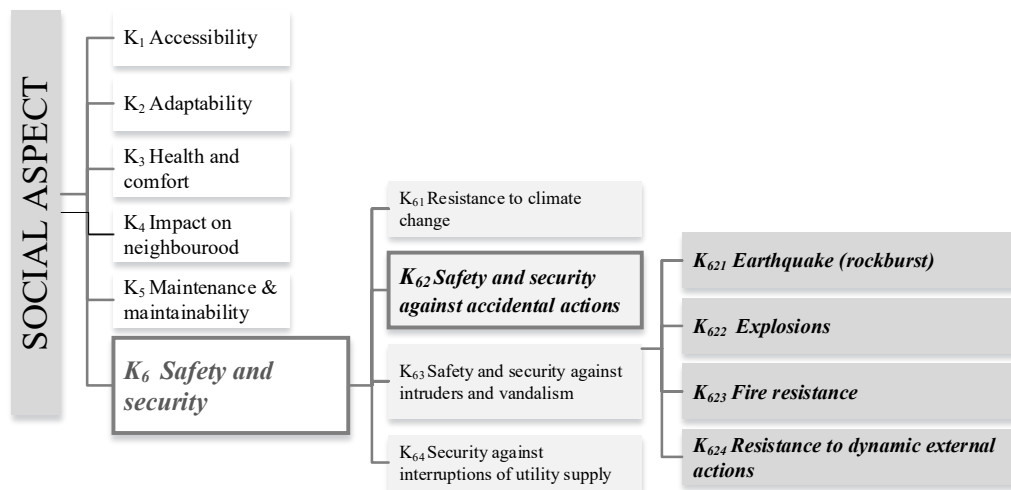 SOCIAL ASPECT
K₁ Accessibility
K₂ Adaptability
K₃ Health and
comfort
K₄ Impact on
neighbourood
K₅ Maintenance &
maintainability
K₆ Safety and
security
K₆₁ Resistance to climate
change
K₆₂ Safety and security
against accidental actions
K₆₃ Safety and security against
intruders and vandalism
K₆₄ Security against
interruptions of utility supply
K₆₂₁ Earthquake (rockburst)
K₆₂₂ Explosions
K₆₂₃ Fire resistance
K₆₂₄ Resistance to dynamic external
actions